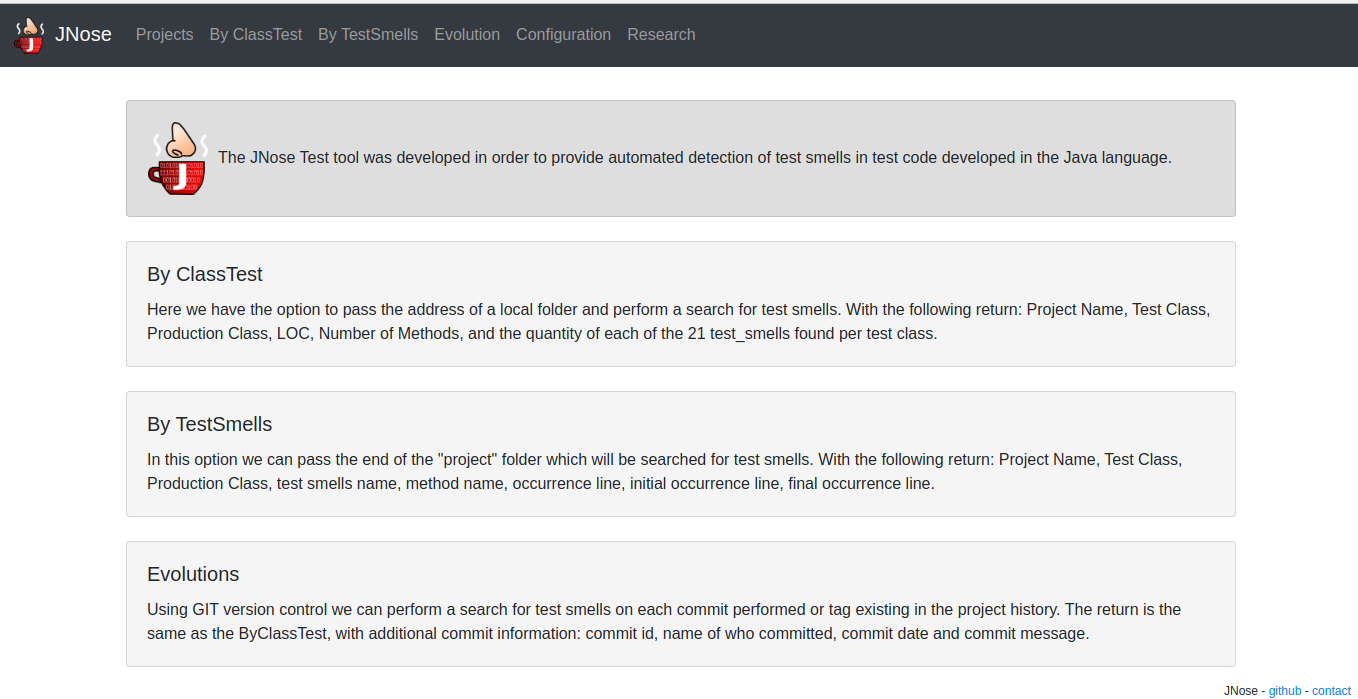 JNose Projects By ClassTest By TestSmells Evolution Configuration Research
J
The JNose Test tool was developed in order to provide automated detection of test smells in test code developed in the Java language.
By ClassTest
Here we have the option to pass the address of a local folder and perform a search for test smells. With the following return: Project Name, Test Class,
Production Class, LOC, Number of Methods, and the quantity of each of the 21 test_smells found per test class.
By TestSmells
In this option we can pass the end of the "project" folder which will be searched for test smells. With the following return: Project Name, Test Class,
Production Class, test smells name, method name, occurrence line, initial occurrence line, final occurrence line.
Evolutions
Using GIT version control we can perform a search for test smells on each commit performed or tag existing in the project history. The return is the
same as the ByClassTest, with additional commit information: commit id, name of who committed, commit date and commit message.
JNose - github - contact